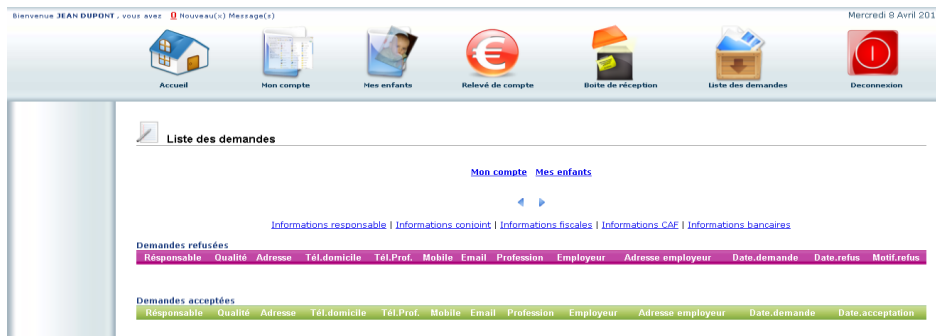 Bienvenue JEAN DUPONT , vous avez 0 Nouveau(x) Message(s) Mercredi 8 Avril 201
Accueil Mon compte Mes enfants Relevé de compte Boite de réception Liste des demandes Deconnexion
Liste des demandes
Mon compte Mes enfants
Informations responsable | Informations conjoint | Informations fiscales | Informations CAF | Informations bancaires
Demandes refusées
Résponsable Qualité Adresse Tél.domicile Tél.Prof. Mobile Email Profession Employeur Adresse employeur Date.demande Date.refus Motif.refus
Demandes acceptées
Résponsable Qualité Adresse Tél.domicile Tél.Prof. Mobile Email Profession Employeur Adresse employeur Date.demande Date.acceptation